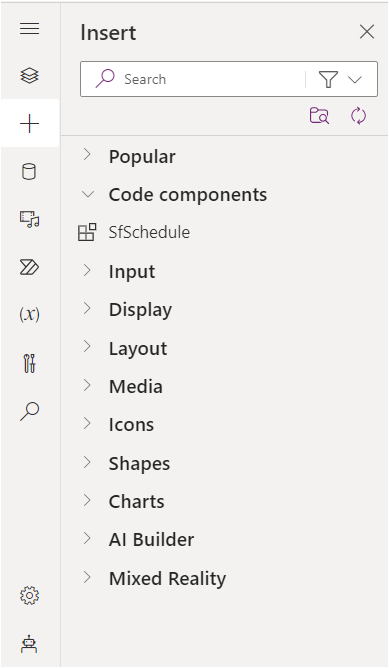 Insert
Search
Popular
Code components
SfSchedule
Input
Display
(x)
Layout
Media
Icons
Shapes
Charts
AI Builder
Mixed Reality